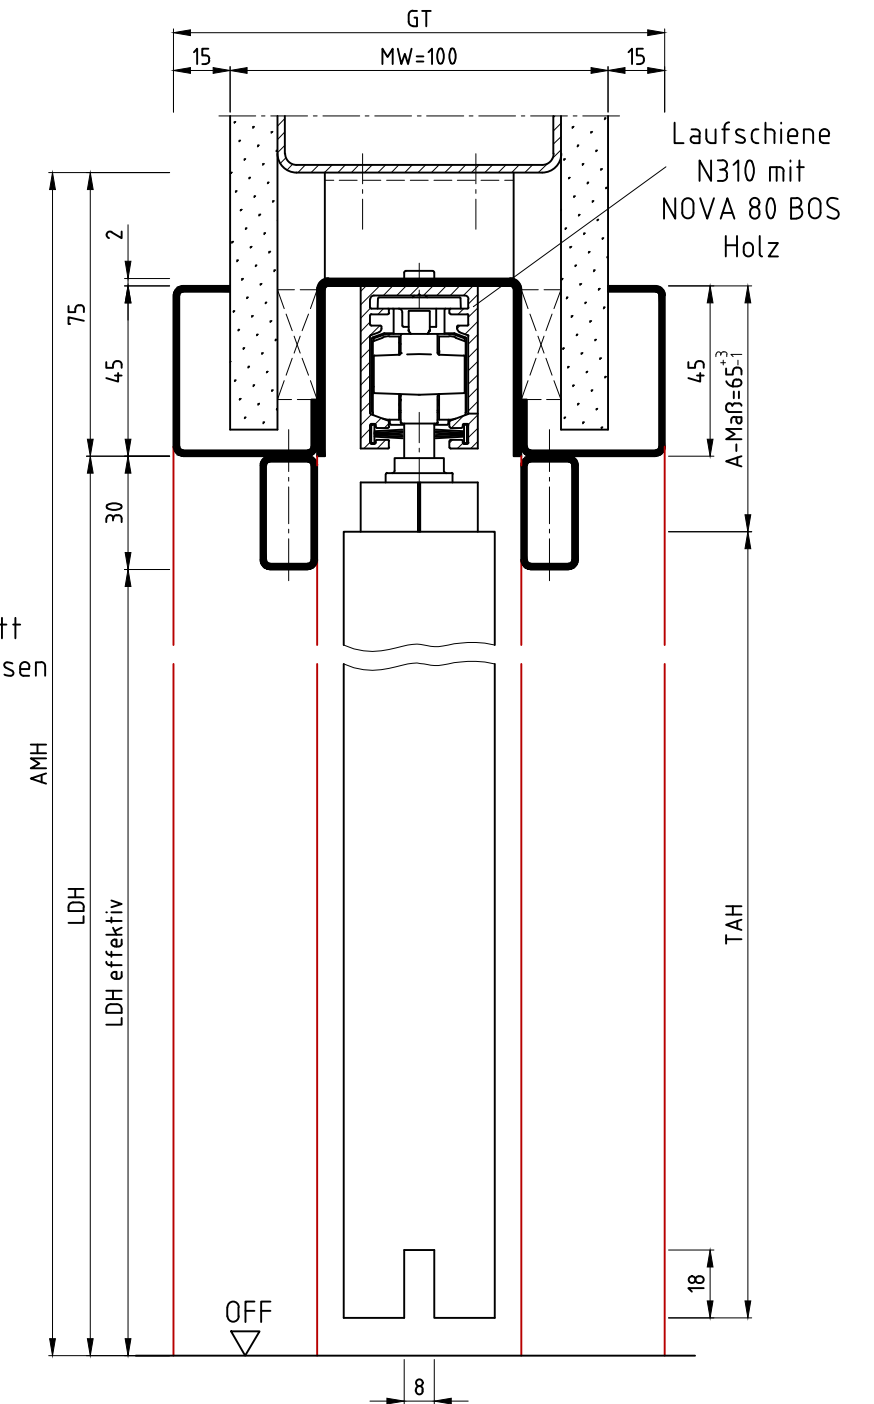 GT
15
MW=100
15
Laufschiene
N310 mit
NOVA 80 BOS
Holz
2
75
45
45
A-Maß=65 +3 -1
30
tt
sen
AMH
LDH
LDH effektiv
TAH
18
OFF
8